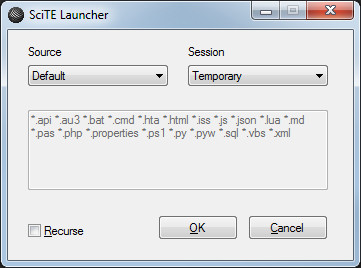 SciTE Launcher
Source Session
Default Temporary
*.api *.au3 *.bat *.cmd *.hta *.html *.iss *.js *.json *.lua *.md
*.pas *.php *.properties *.ps1 *.py *.pyw *.sql *.vbs *.xml
Recurse OK Cancel